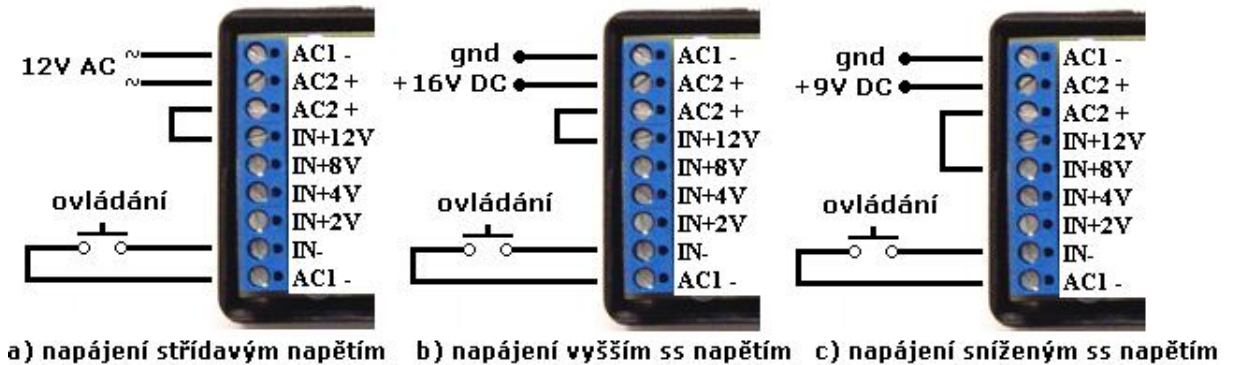 12V AC ~
~
AC1 -
AC2 +
AC2 +
IN+12V
IN+8V
IN+4V
IN+2V
IN-
AC1 -
ovládání
a) napájení střídavým napětím
gnd
+16V DC
AC1 -
AC2 +
AC2 +
IN+12V
IN+8V
IN+4V
IN+2V
IN-
AC1 -
ovládání
b) napájení vyšším ss napětím
gnd
+9V DC
AC1 -
AC2 +
AC2 +
IN+12V
IN+8V
IN+4V
IN+2V
IN-
AC1 -
ovládání
c) napájení sníženým ss napětím